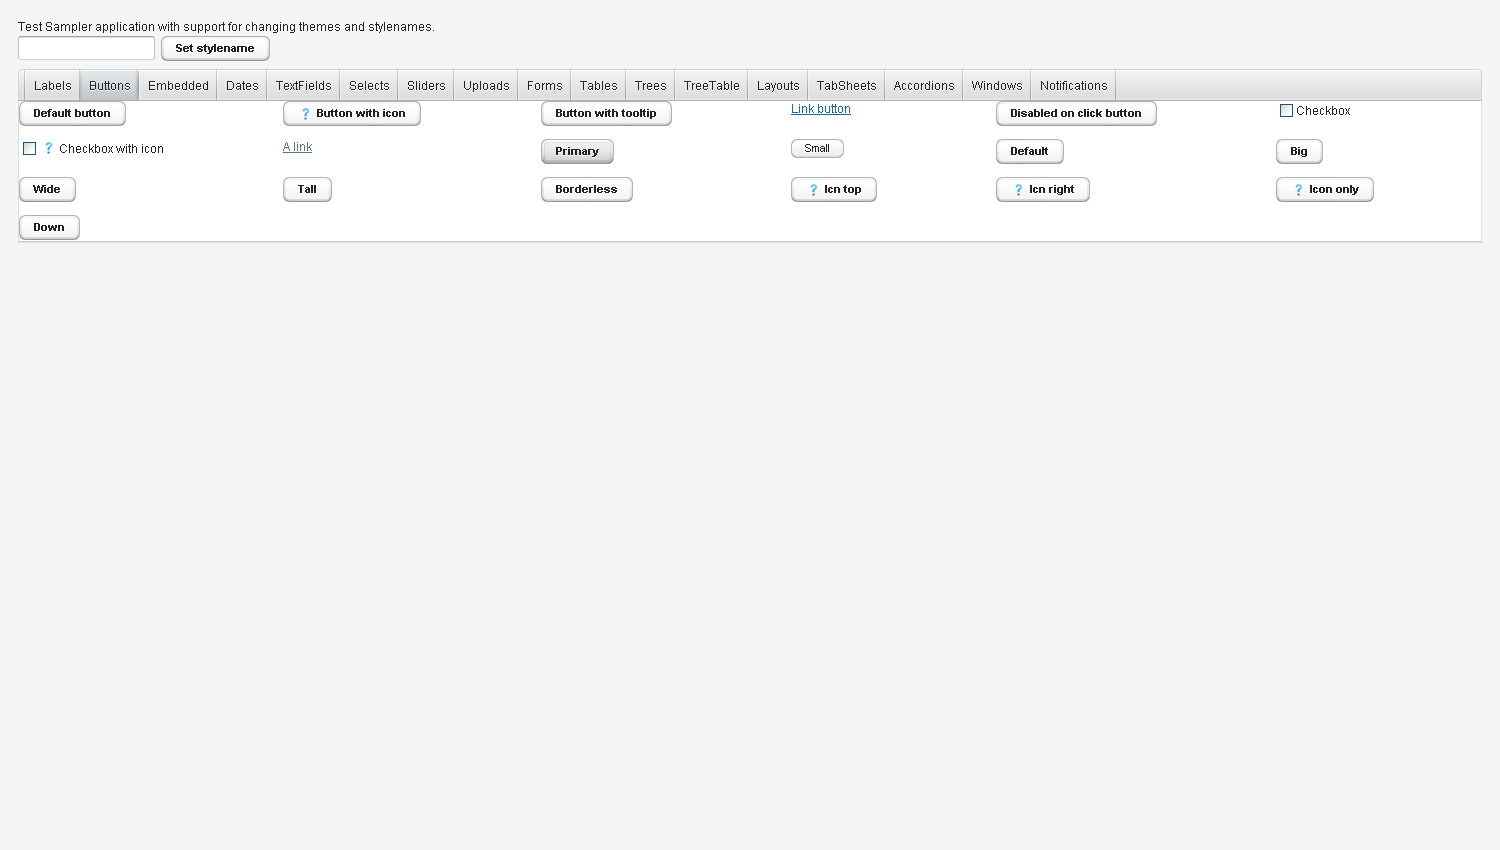 Test Sampler application with support for changing themes and stylenames.
Set stylename
Labels Buttons Embedded Dates TextFields Selects Sliders Uploads Forms Tables Trees TreeTable Layouts TabSheets Accordions Windows Notifications
Default button ? Button with icon Button with tooltip Link button Disabled on click button Checkbox
? Checkbox with icon A link Primary Small Default Big
Wide Tall Borderless ? Icn top ? Icn right ? Icon only
Down